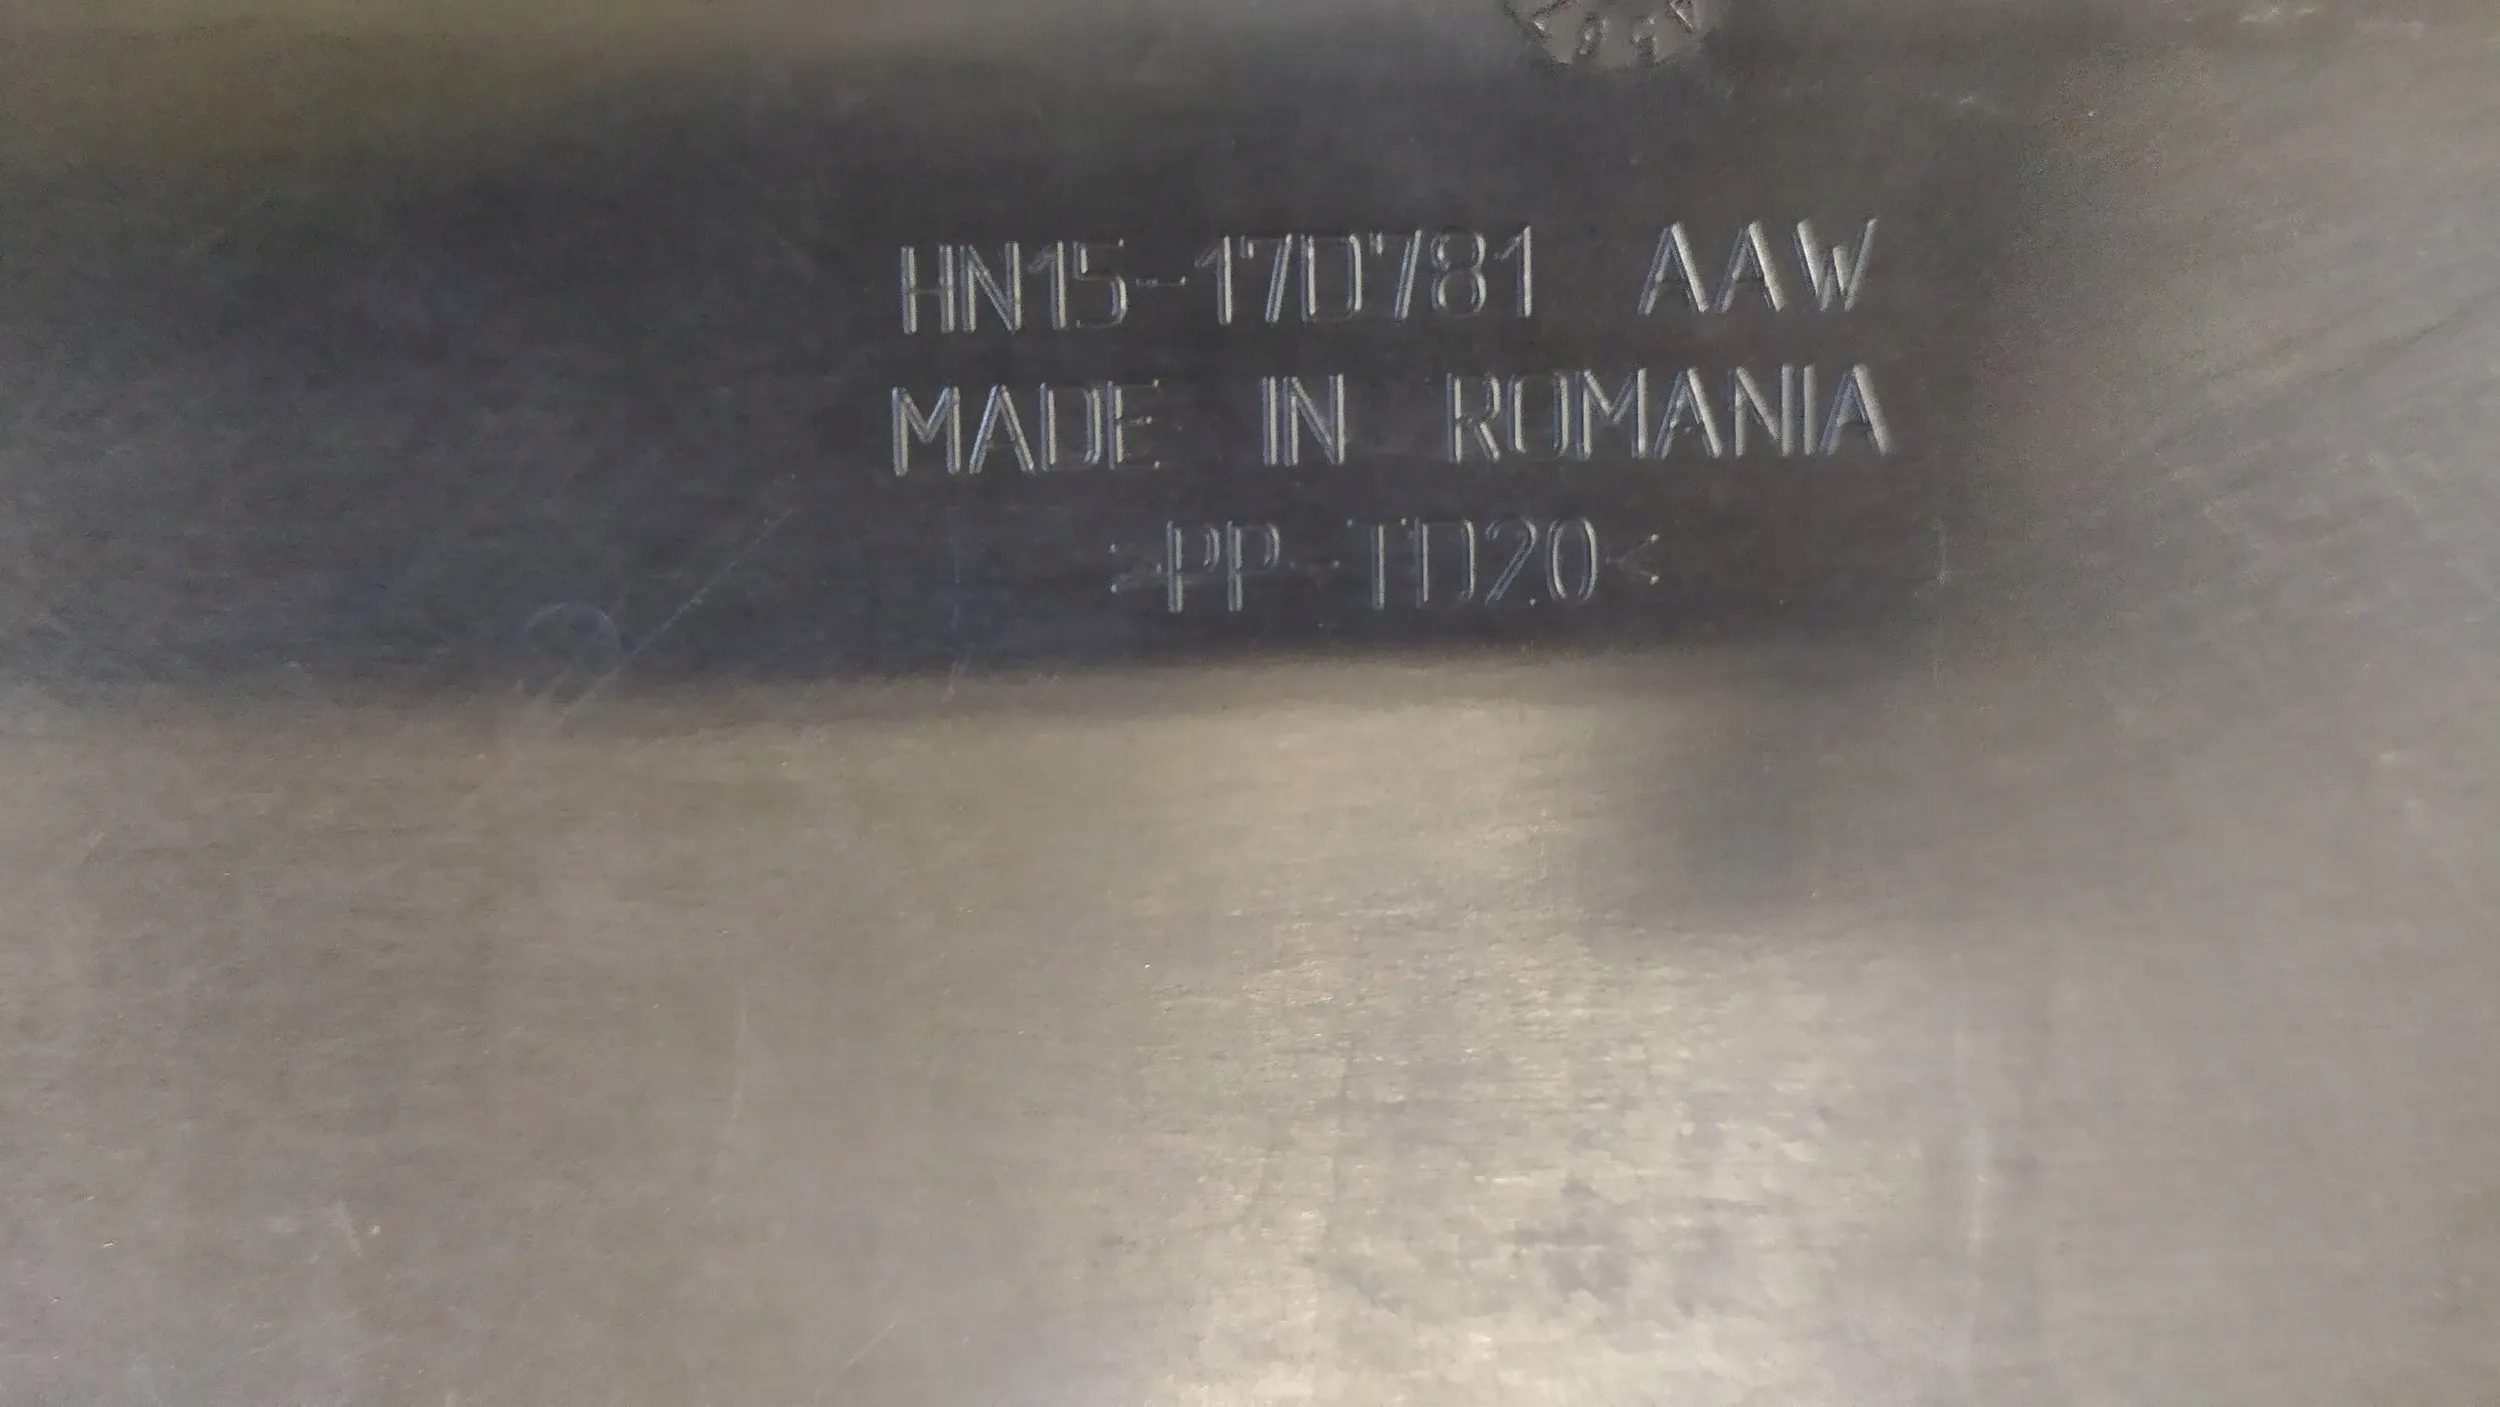 HN15-17D781 AAW
MADE IN ROMANIA
>PP-TD20<